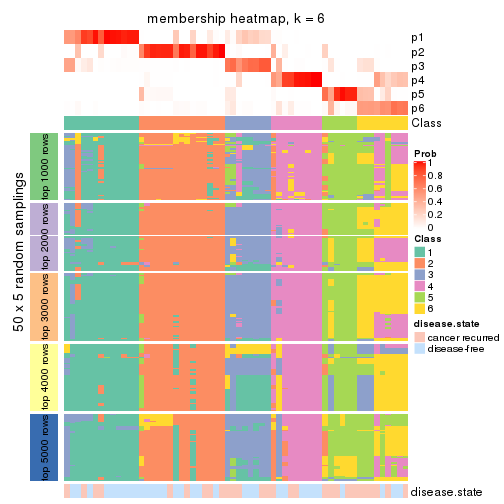 membership heatmap, k = 6
p1
p2
p3
p4
p5
p6
Class
50 x 5 random samplings
top 1000 rows
top 2000 rows
top 3000 rows
top 4000 rows
top 5000 rows
Prob
1
0.8
0.6
0.4
0.2
0
Class
1
2
3
4
5
6
disease.state
cancer recurred
disease-free
disease.state